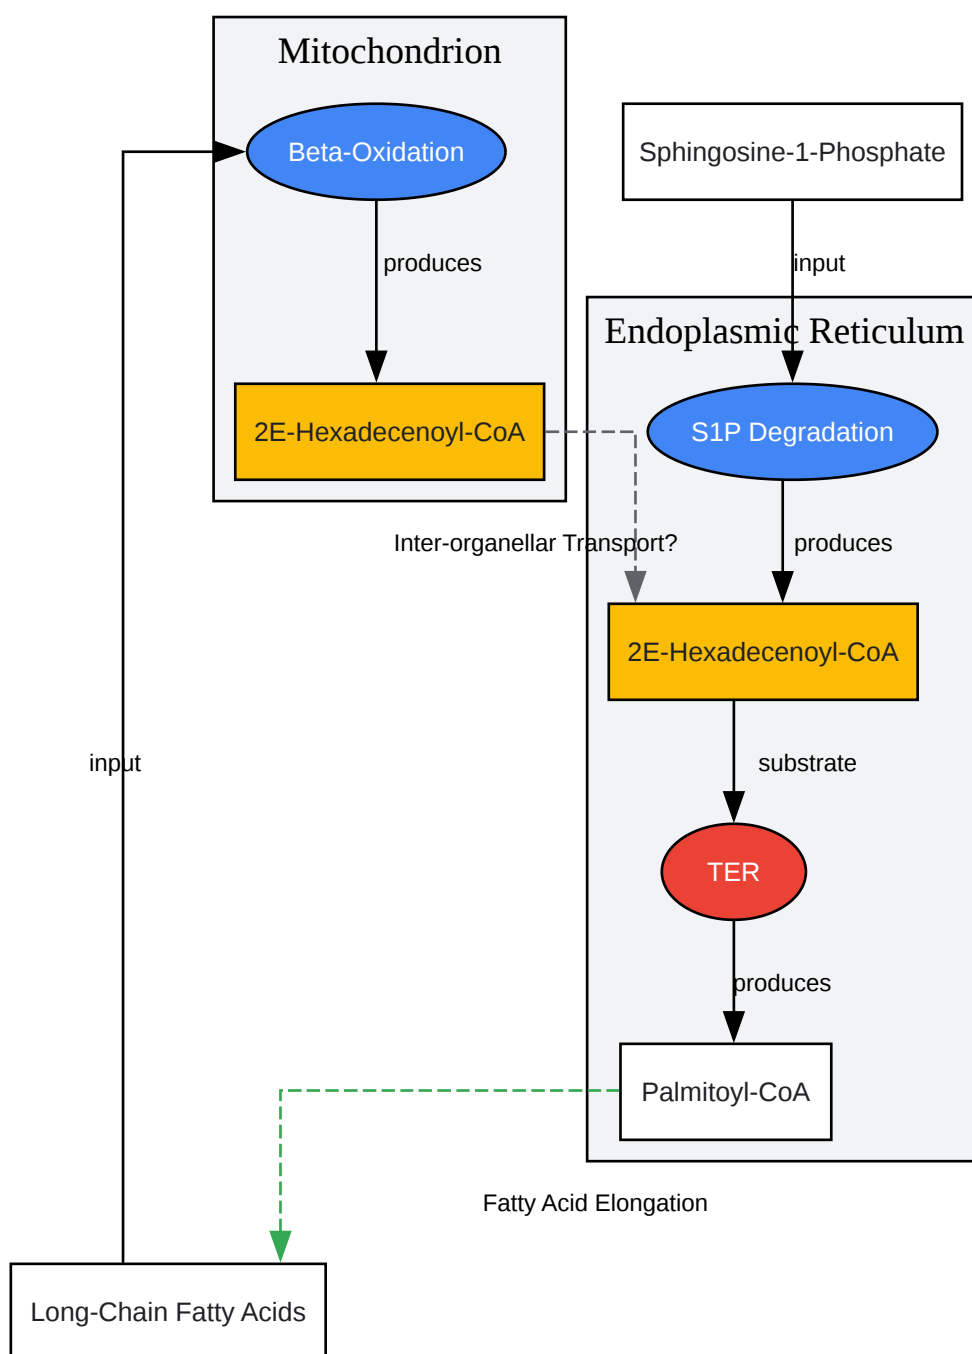 Mitochondrion
Beta-Oxidation
Sphingosine-1-Phosphate
produces
input
Endoplasmic Reticulum
2E-Hexadecenoyl-CoA
S1P Degradation
Inter-organellar Transport?
produces
2E-Hexadecenoyl-CoA
input
substrate
TER
produces
Palmitoyl-CoA
Fatty Acid Elongation
Long-Chain Fatty Acids